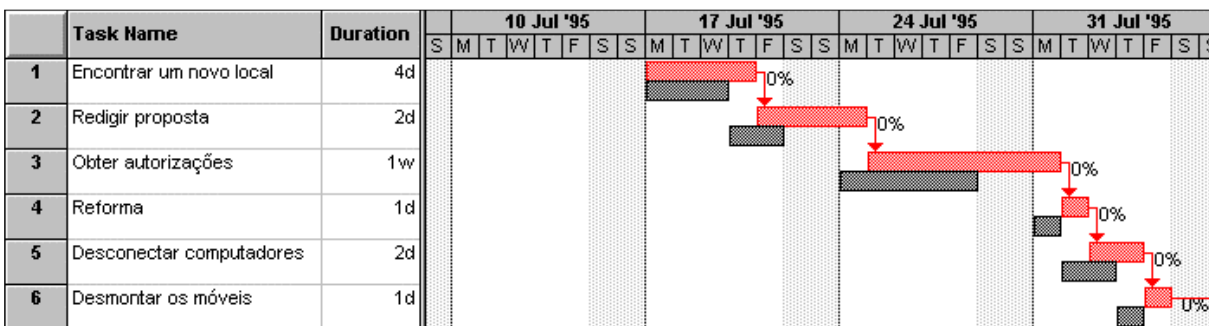 10 Jul '95 17 Jul '95 24 Jul '95 31 Jul '95
Task Name Duration
S M T W T F S S M T W T F S S M T W T F S S M T W T F S
1 Encontrar um novo local 4d 0%
2 Redigir proposta 2d 0%
3 Obter autorizações 1w 0%
4 Reforma 1d 0%
5 Desconectar computadores 2d 0%
6 Desmontar os móveis 1d 0%